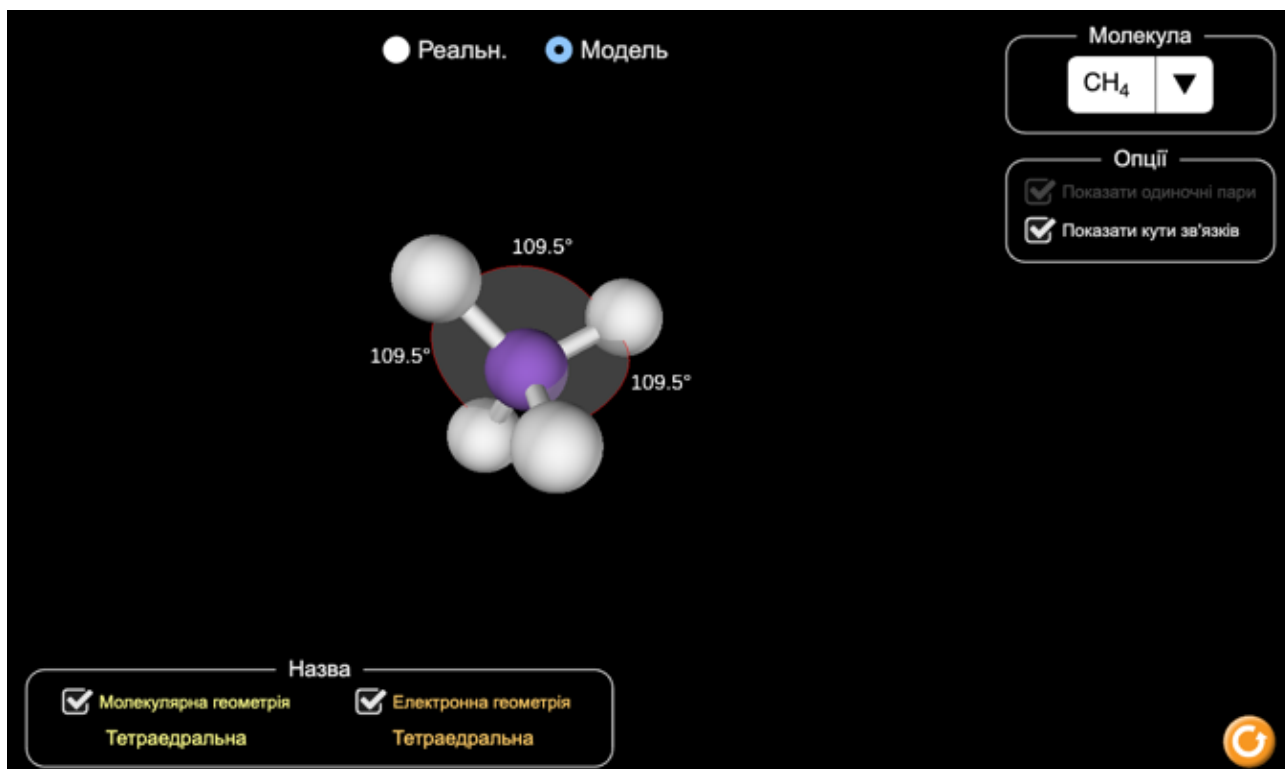 Реальн. Модель
Молекула
CH₄
Опції
Показати одиночні пари
Показати кути зв'язків
109.5°
109.5°
109.5°
Назва
Молекулярна геометрія Електронна геометрія
Тетраедральна Тетраедральна